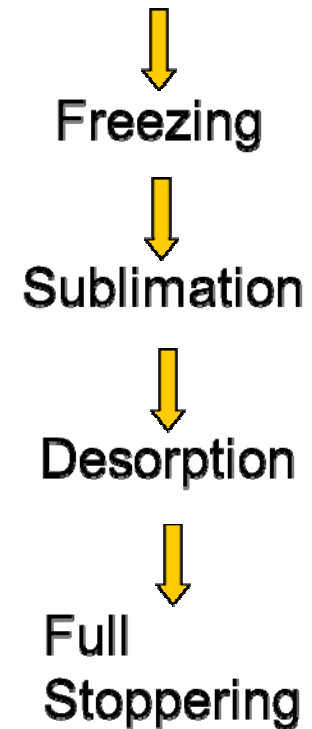 Freezing
Sublimation
Desorption
Full
Stoppering